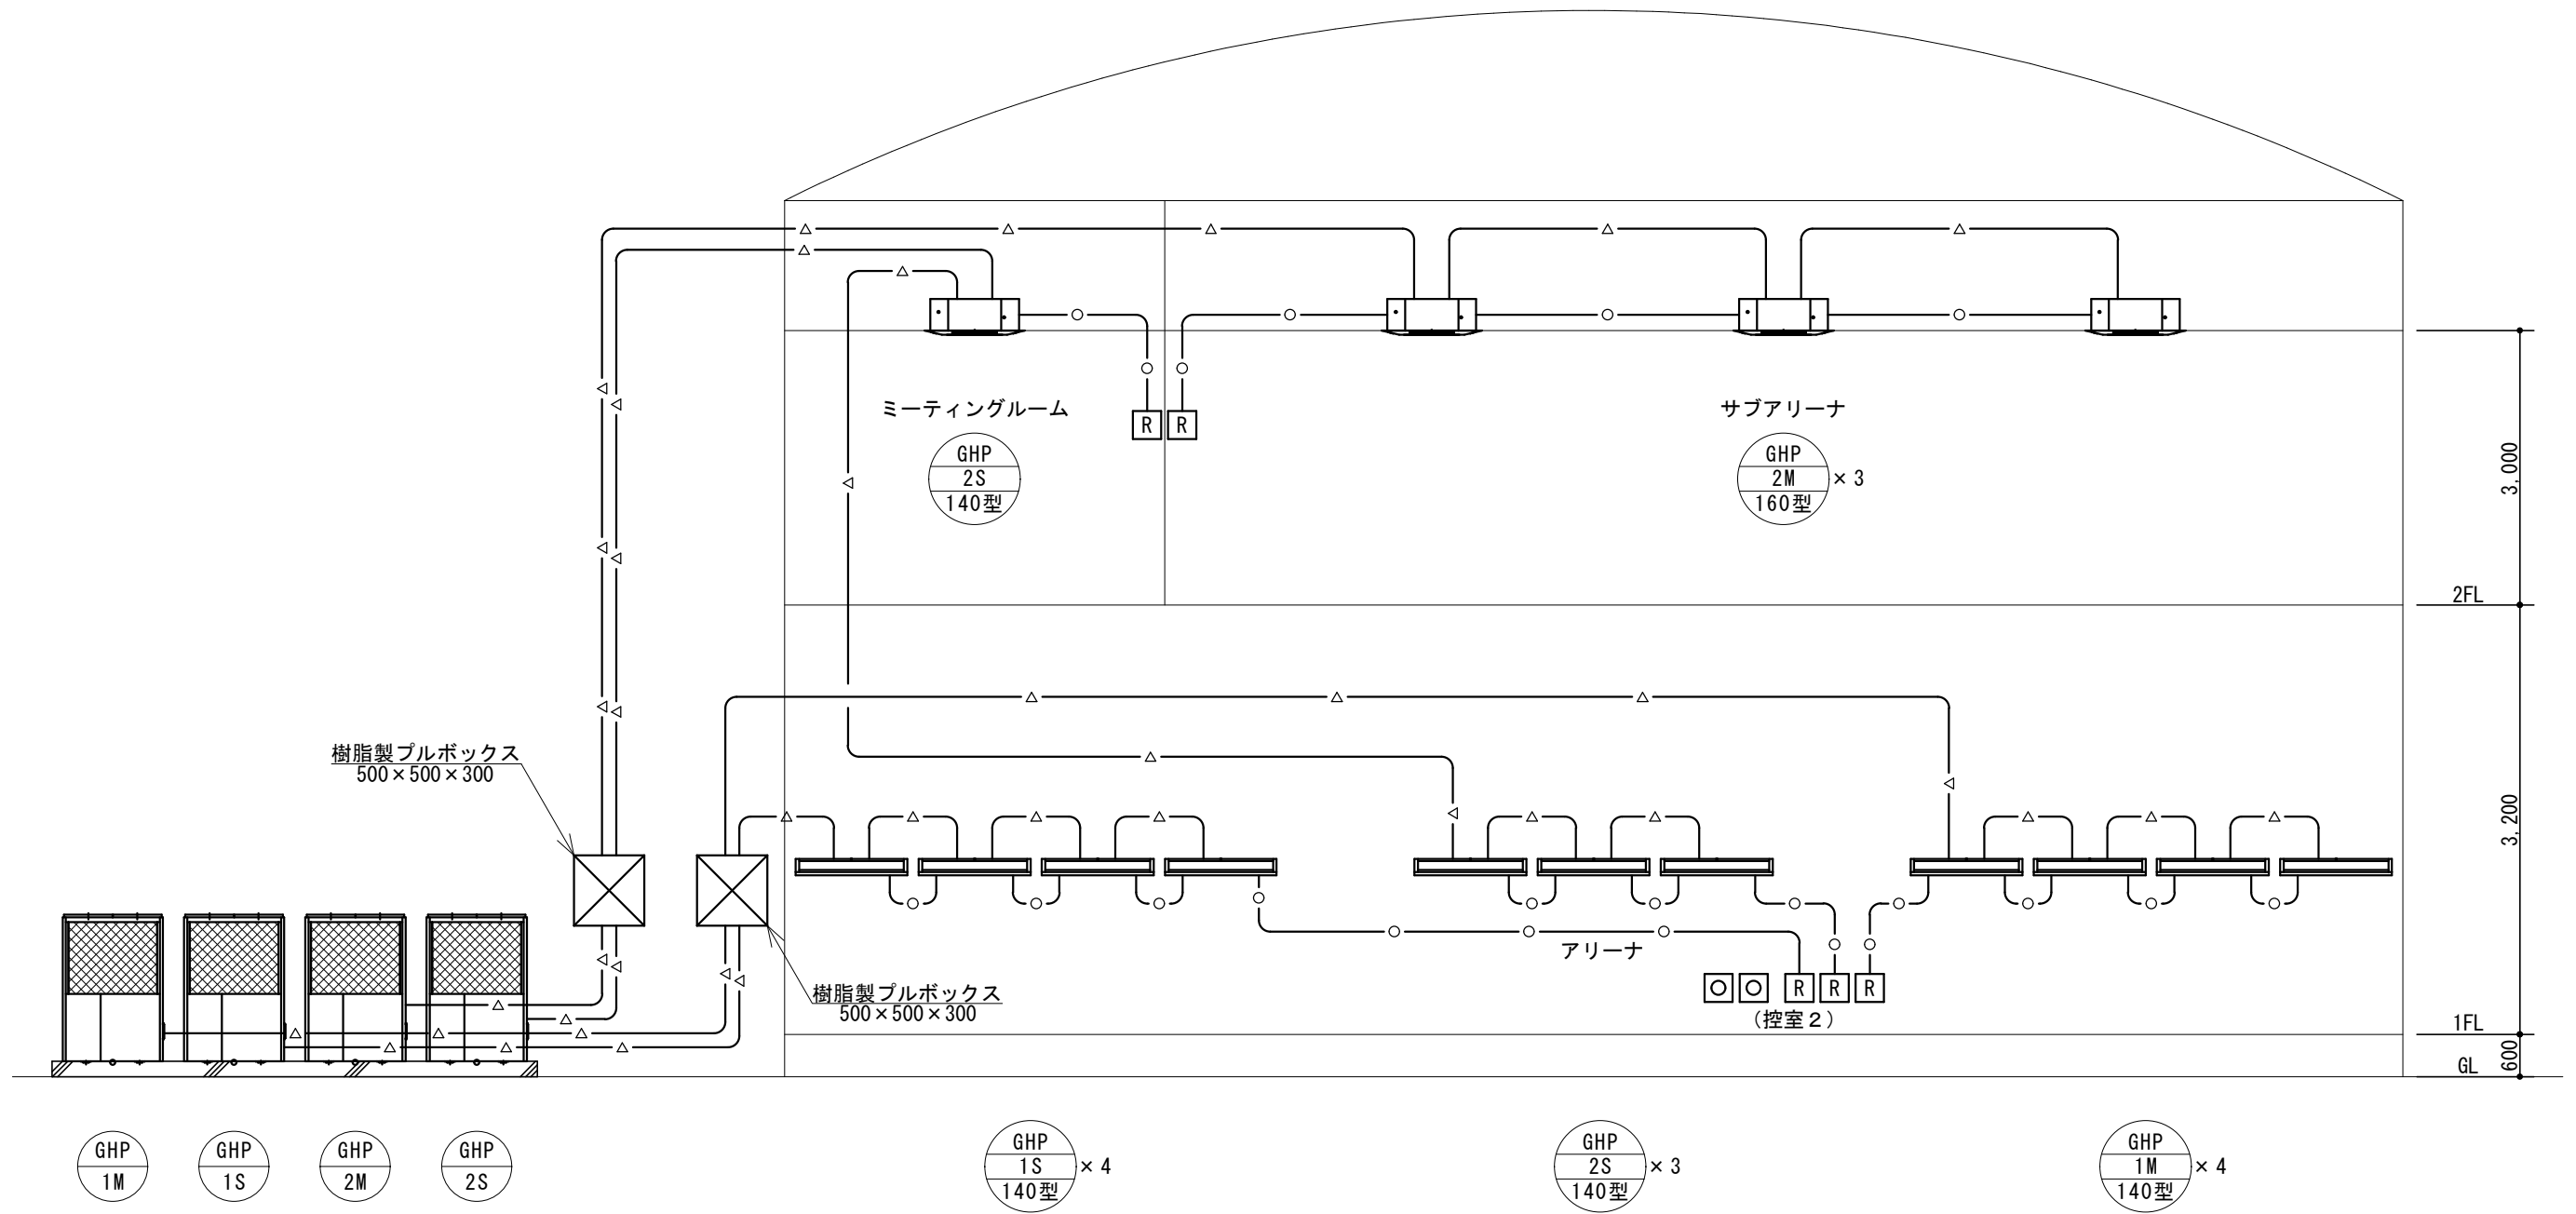 ミーティングルーム
サブアリーナ
R
R
GHP
2S
140型
GHP
2M
160型
×3
3,000
2FL
樹脂製プルボックス
500×500×300
3,200
アリーナ
R
R
R
樹脂製プルボックス
500×500×300
(控室2)
1FL
600
GL
GHP
1M
GHP
1S
GHP
2M
GHP
2S
GHP
1S
140型
×4
GHP
2S
140型
×3
GHP
1M
140型
×4